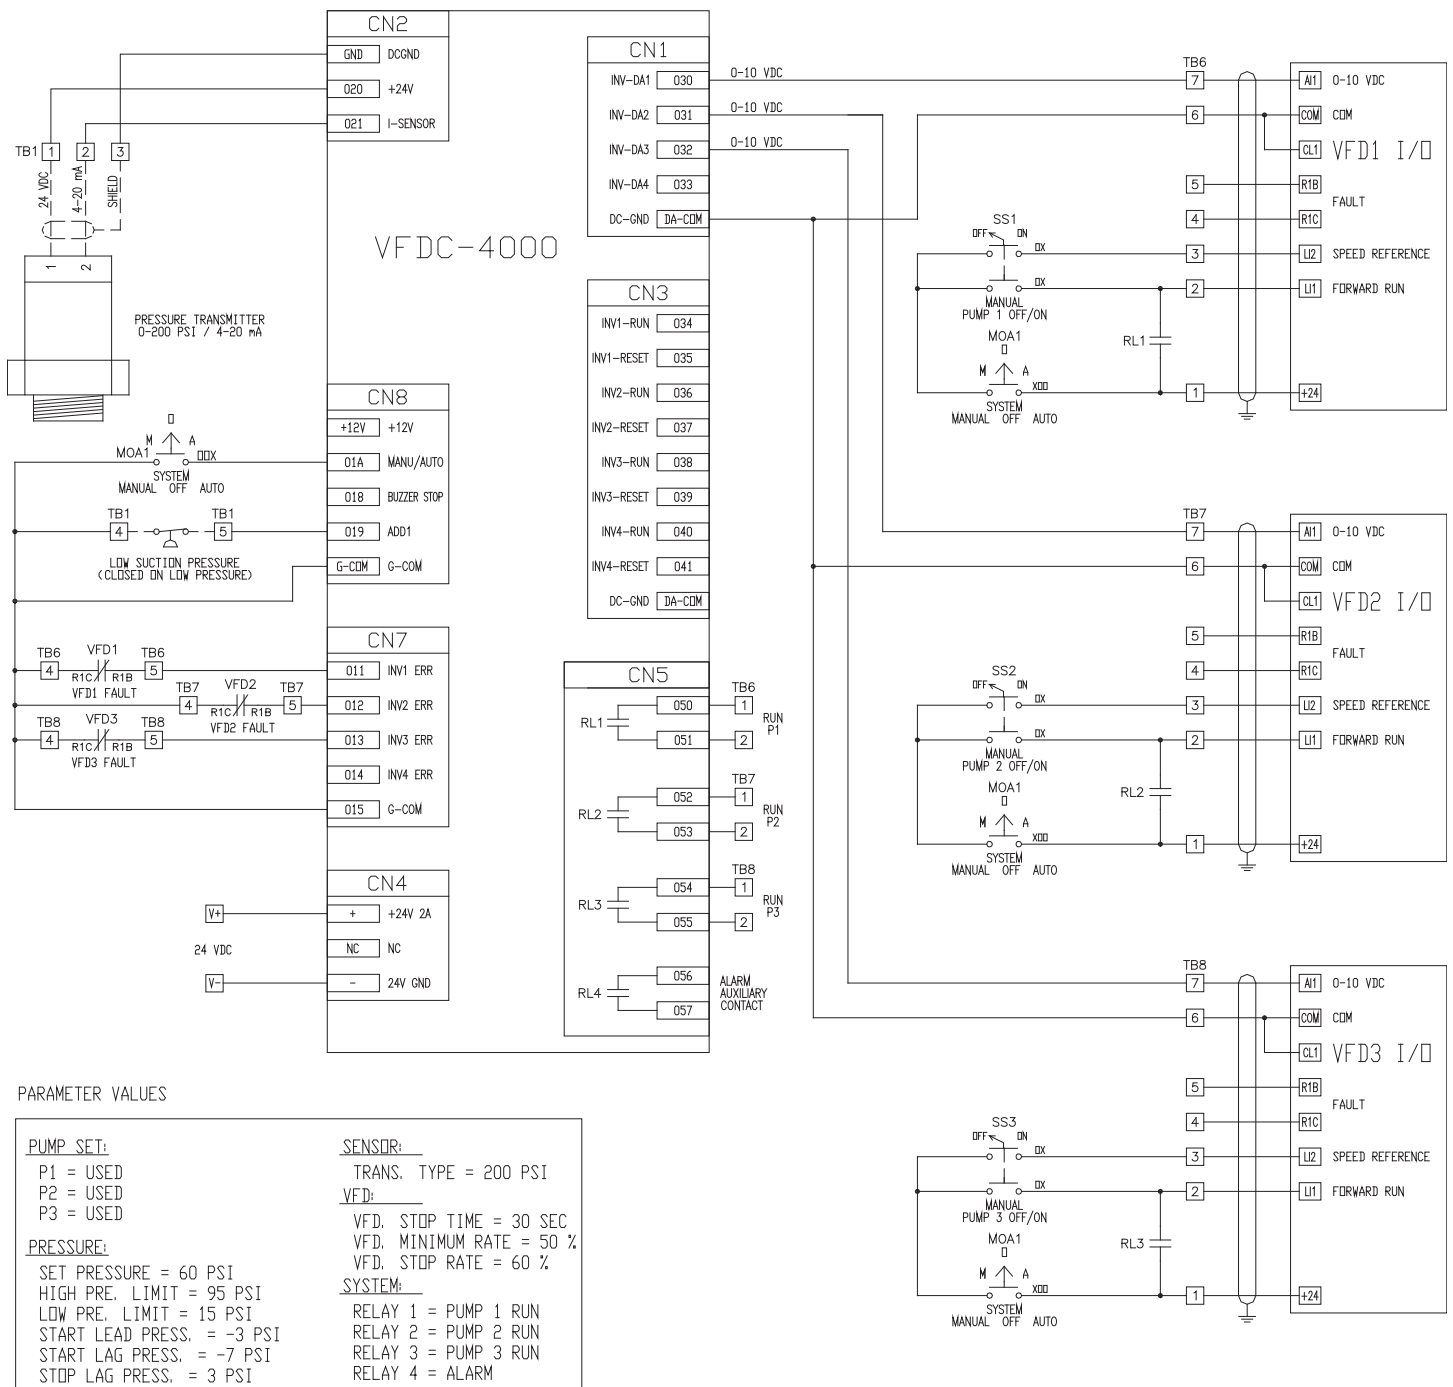 CN2
GND DCGND
020 +24V
021 I-SENSOR
TB1 1 2 3
24 VDC
4-20 mA
SHIELD
1 2
PRESSURE TRANSMITTER
0-200 PSI / 4-20 mA
VFDC-4000
CN8
+12V +12V
01A MANU/AUTO
018 BUZZER STOP
019 ADD1
G-COM G-COM
O
M A
MOA1 OOX
SYSTEM
MANUAL OFF AUTO
TB1 TB1
4 5
LOW SUCTION PRESSURE
(CLOSED ON LOW PRESSURE)
CN7
011 INV1 ERR
012 INV2 ERR
013 INV3 ERR
014 INV4 ERR
015 G-COM
TB6 VFD1 TB6
4 5
R1C R1B
VFD1 FAULT
TB7 VFD2 TB7
4 5
R1C R1B
VFD2 FAULT
TB8 VFD3 TB8
4 5
R1C R1B
VFD3 FAULT
CN4
+ +24V 2A
NC NC
- 24V GND
V+
24 VDC
V-
CN1
INV-DA1 030
INV-DA2 031
INV-DA3 032
INV-DA4 033
DC-GND DA-COM
0-10 VDC
0-10 VDC
0-10 VDC
CN3
INV1-RUN 034
INV1-RESET 035
INV2-RUN 036
INV2-RESET 037
INV3-RUN 038
INV3-RESET 039
INV4-RUN 040
INV4-RESET 041
DC-GND DA-COM
CN5
RL1 050 051
TB6
1
2
RUN
P1
RL2 052 053
TB7
1
2
RUN
P2
RL3 054 055
TB8
1
2
RUN
P3
RL4 056 057
ALARM
AUXILIARY
CONTACT
TB6
7 AI1 0-10 VDC
6 COM COM
CL1 VFD1 I/O
5 R1B
FAULT
4 R1C
SS1
OFF ON
OX 3 LI2 SPEED REFERENCE
OX 2 LI1 FORWARD RUN
MANUAL
PUMP 1 OFF/ON
MOA1
O
RL1
M A
XOO 1 +24
SYSTEM
MANUAL OFF AUTO
TB7
7 AI1 0-10 VDC
6 COM COM
CL1 VFD2 I/O
5 R1B
FAULT
4 R1C
SS2
OFF ON
OX 3 LI2 SPEED REFERENCE
OX 2 LI1 FORWARD RUN
MANUAL
PUMP 2 OFF/ON
MOA1
O
RL2
M A
XOO 1 +24
SYSTEM
MANUAL OFF AUTO
TB8
7 AI1 0-10 VDC
6 COM COM
CL1 VFD3 I/O
5 R1B
FAULT
4 R1C
SS3
OFF ON
OX 3 LI2 SPEED REFERENCE
OX 2 LI1 FORWARD RUN
MANUAL
PUMP 3 OFF/ON
MOA1
O
RL3
M A
XOO 1 +24
SYSTEM
MANUAL OFF AUTO
PARAMETER VALUES
PUMP SET:
P1 = USED
P2 = USED
P3 = USED
PRESSURE:
SET PRESSURE = 60 PSI
HIGH PRE. LIMIT = 95 PSI
LOW PRE. LIMIT = 15 PSI
START LEAD PRESS. = -3 PSI
START LAG PRESS. = -7 PSI
STOP LAG PRESS. = 3 PSI
SENSOR:
TRANS. TYPE = 200 PSI
VFD:
VFD. STOP TIME = 30 SEC
VFD. MINIMUM RATE = 50 %
VFD. STOP RATE = 60 %
SYSTEM:
RELAY 1 = PUMP 1 RUN
RELAY 2 = PUMP 2 RUN
RELAY 3 = PUMP 3 RUN
RELAY 4 = ALARM